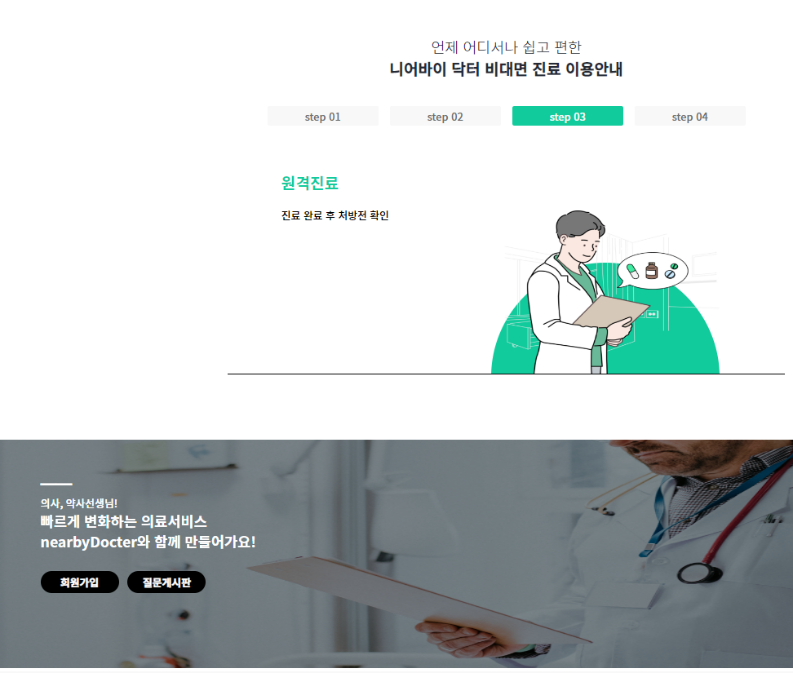 언제 어디서나 쉽고 편한
니어바이 닥터 비대면 진료 이용안내
step 01
step 02
step 03
step 04
원격진료
진료 완료 후 처방전 확인
의사, 약사선생님!
빠르게 변화하는 의료서비스
nearbyDocter와 함께 만들어가요!
회원가입
질문게시판